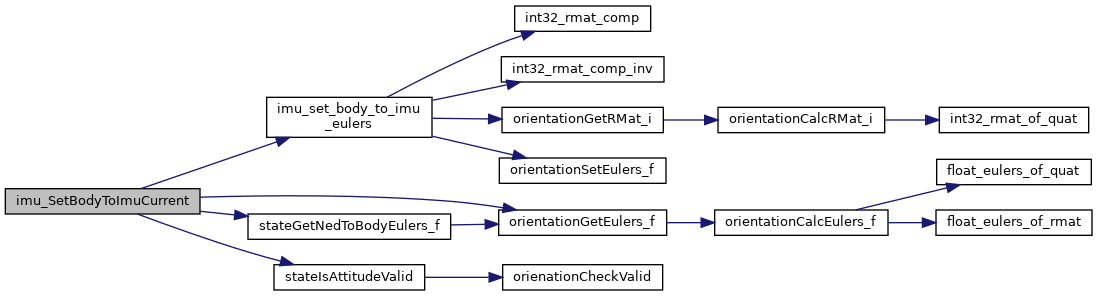 int32_rmat_comp
int32_rmat_comp_inv
imu_set_body_to_imu
_eulers
orientationGetRMat_i
orientationCalcRMat_i
int32_rmat_of_quat
orientationSetEulers_f
float_eulers_of_quat
imu_SetBodyToImuCurrent
stateGetNedToBodyEulers_f
orientationGetEulers_f
orientationCalcEulers_f
float_eulers_of_rmat
stateIsAttitudeValid
orienationCheckValid